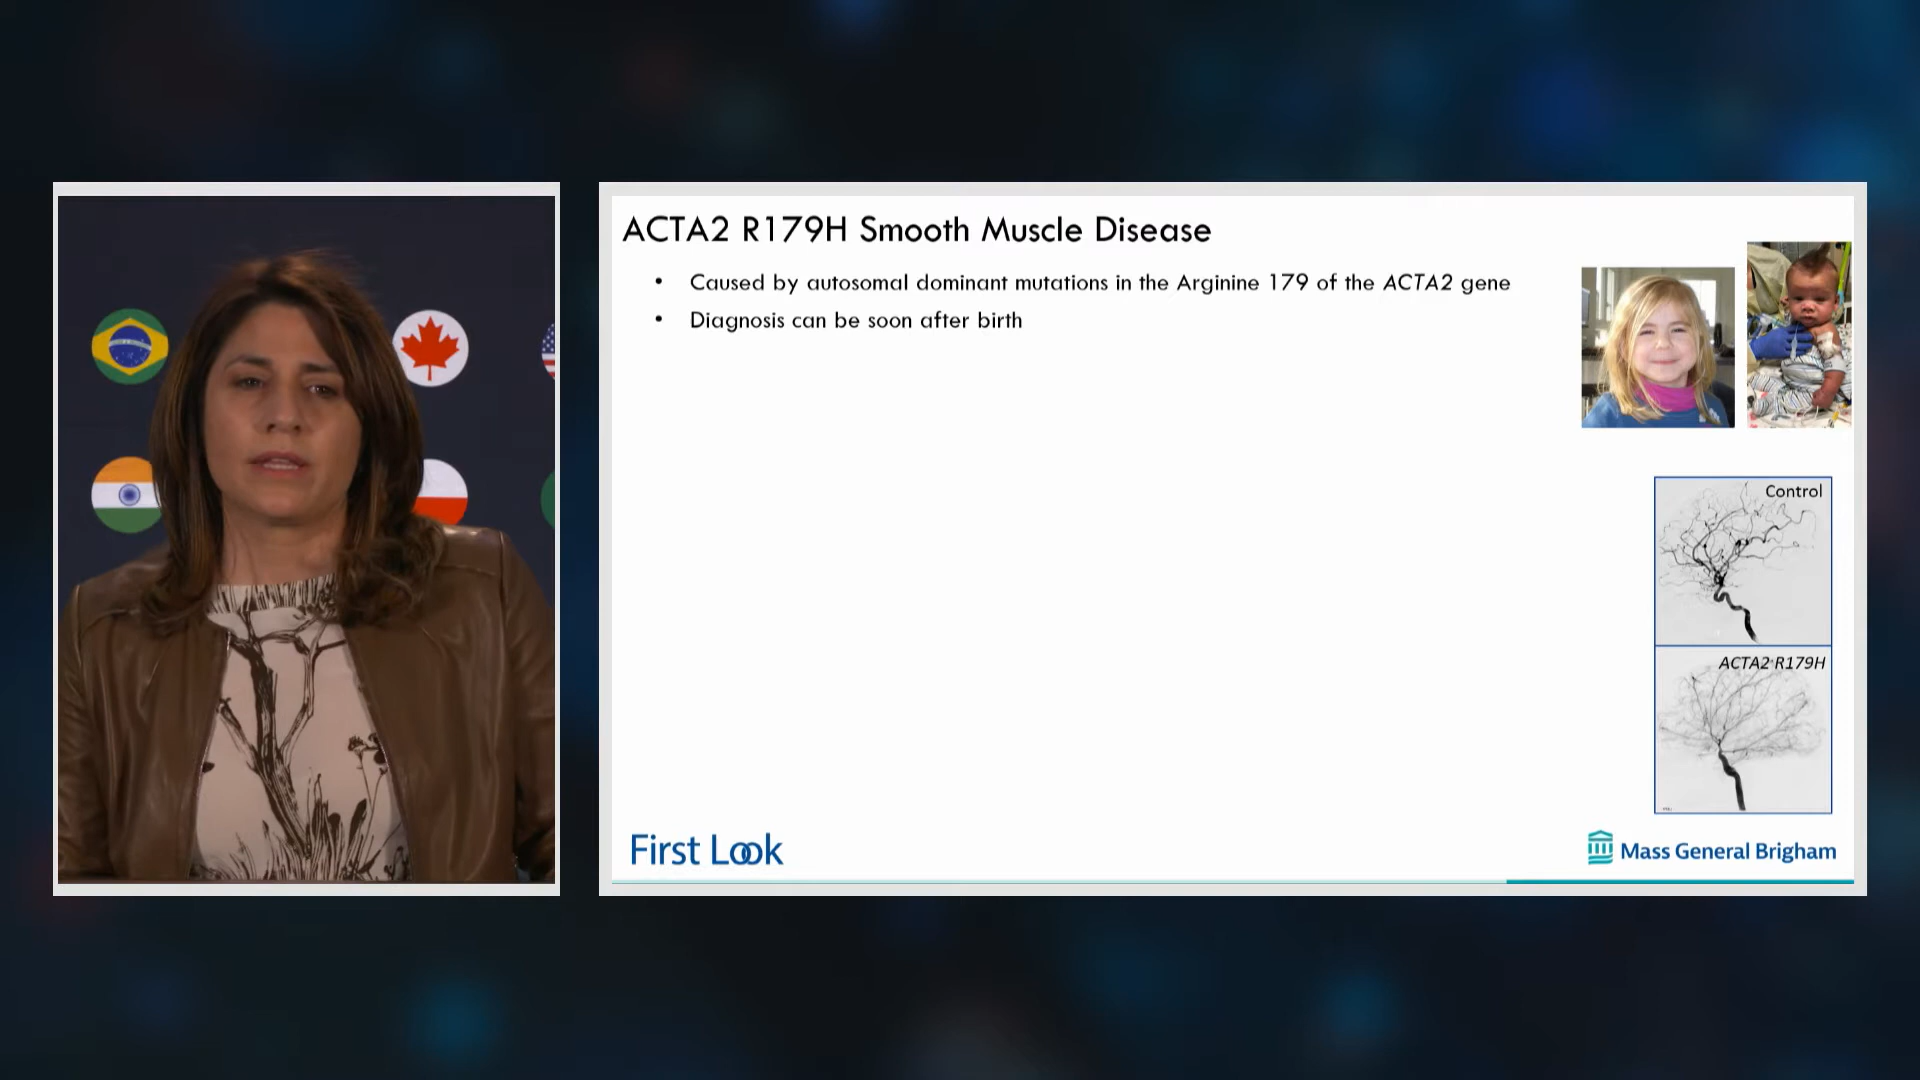 ACTA2 R179H Smooth Muscle Disease
• Caused by autosomal dominant mutations in the Arginine 179 of the ACTA2 gene
• Diagnosis can be soon after birth
Control
ACTA2 R179H
First Look
Mass General Brigham